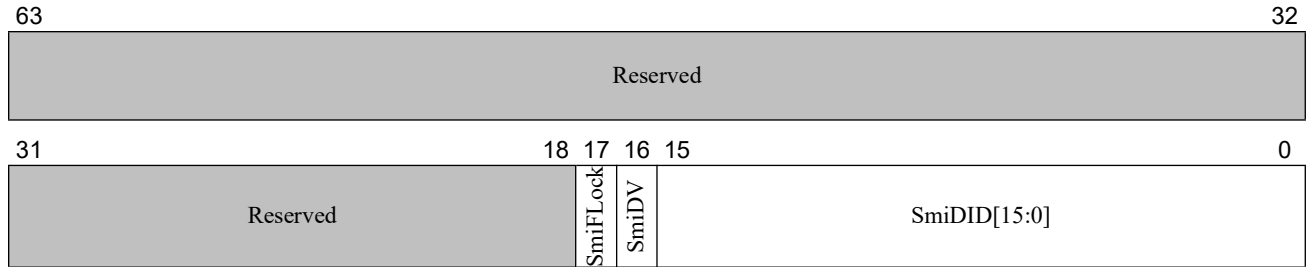 63 32
Reserved
31 18 17 16 15 0
Reserved SmiFLock SmiDV SmiDID[15:0]